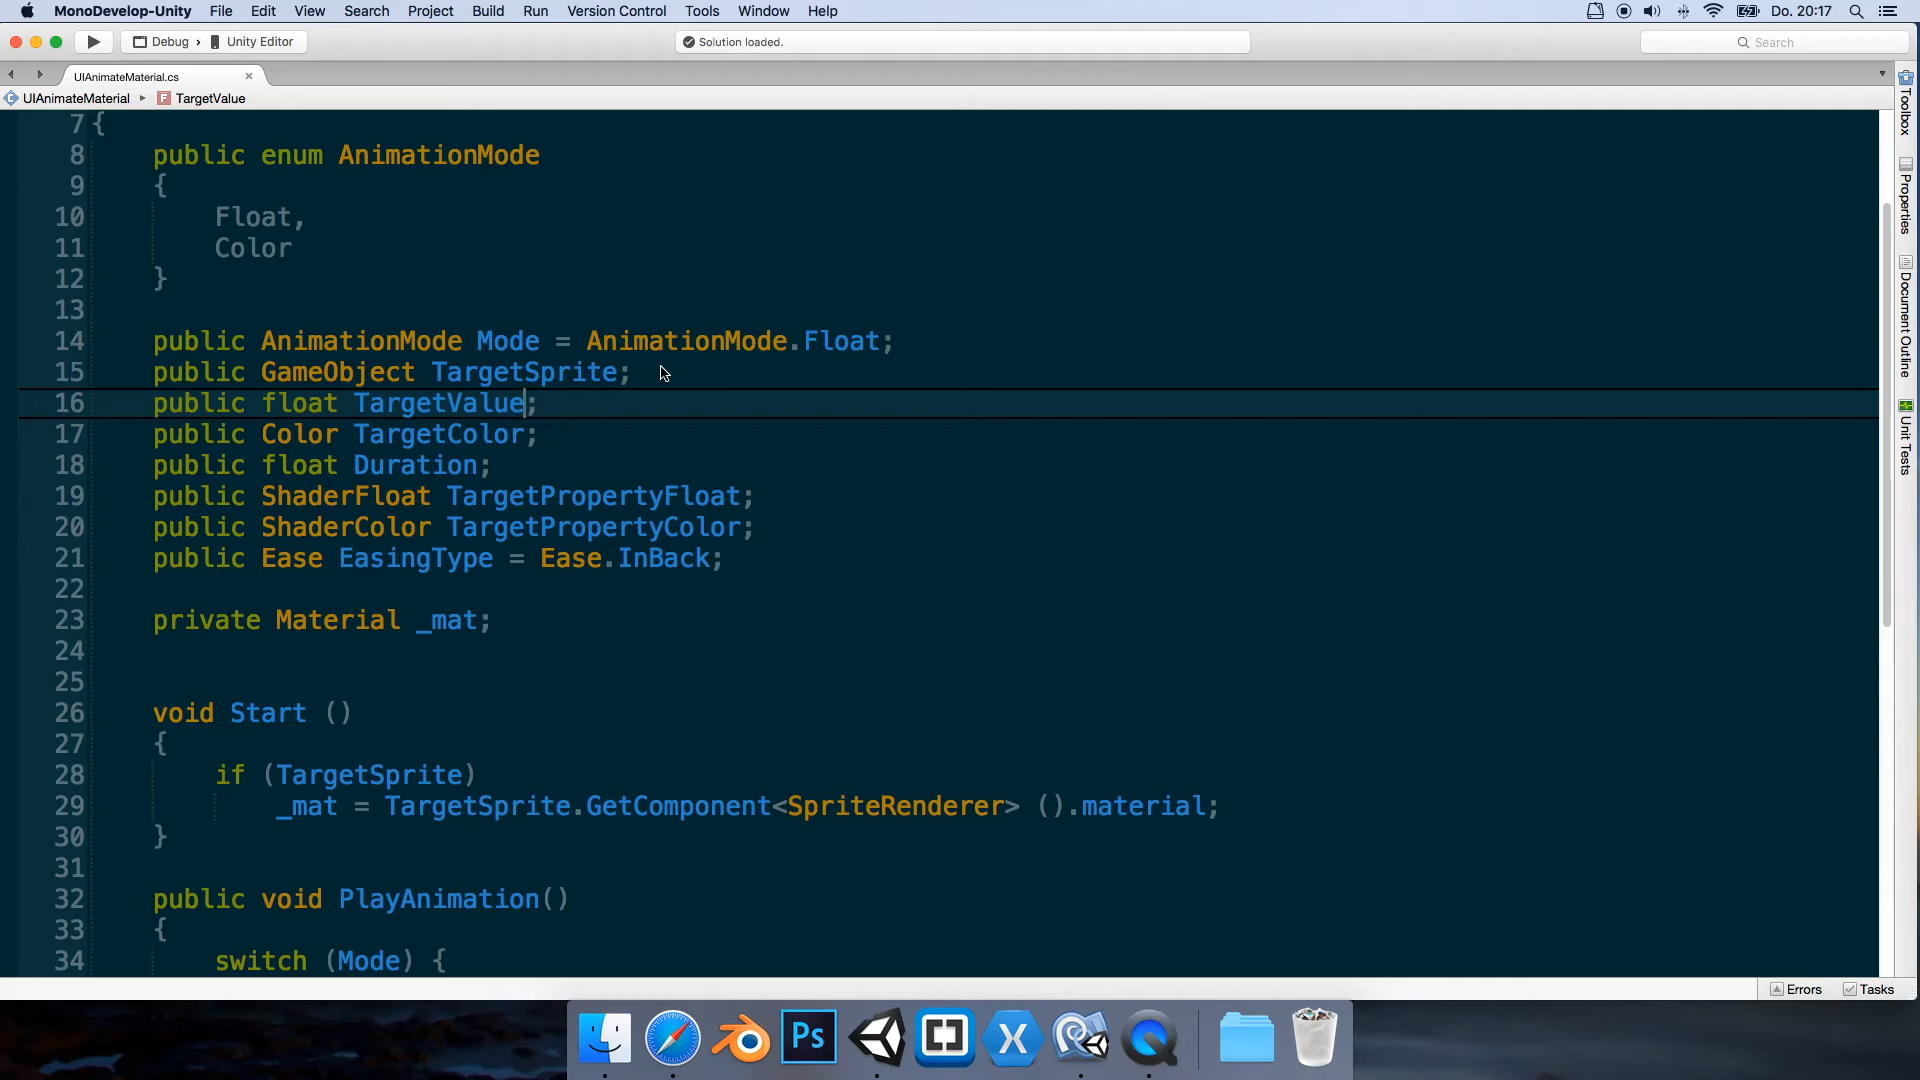 MonoDevelop-Unity File Edit View Search Project Build Run Version Control Tools Window Help Do. 20:17
Debug › Unity Editor Solution loaded. Search
UIAnimateMaterial.cs
UIAnimateMaterial TargetValue
7 {
8 public enum AnimationMode
9 {
10 Float,
11 Color
12 }
13
14 public AnimationMode Mode = AnimationMode.Float;
15 public GameObject TargetSprite;
16 public float TargetValue;
17 public Color TargetColor;
18 public float Duration;
19 public ShaderFloat TargetPropertyFloat;
20 public ShaderColor TargetPropertyColor;
21 public Ease EasingType = Ease.InBack;
22
23 private Material _mat;
24
25
26 void Start ()
27 {
28 if (TargetSprite)
29 _mat = TargetSprite.GetComponent<SpriteRenderer> ().material;
30 }
31
32 public void PlayAnimation()
33 {
34 switch (Mode) {
Toolbox
Properties
Document Outline
Unit Tests
Errors Tasks
Ps